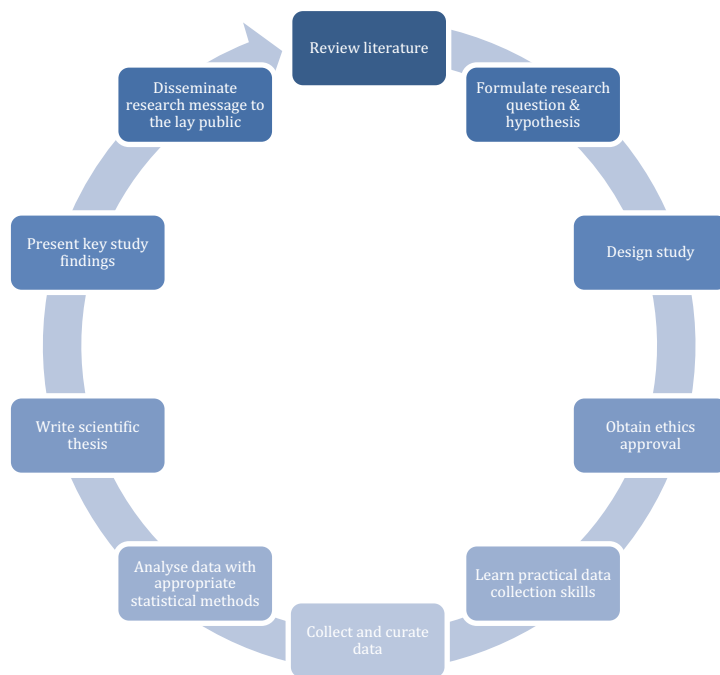 Review literature
Formulate research
question &
hypothesis
Design study
Obtain ethics
approval
Learn practical data
collection skills
Collect and curate
data
Analyse data with
appropriate
statistical methods
Write scientific
thesis
Present key study
findings
Disseminate
research message to
the lay public